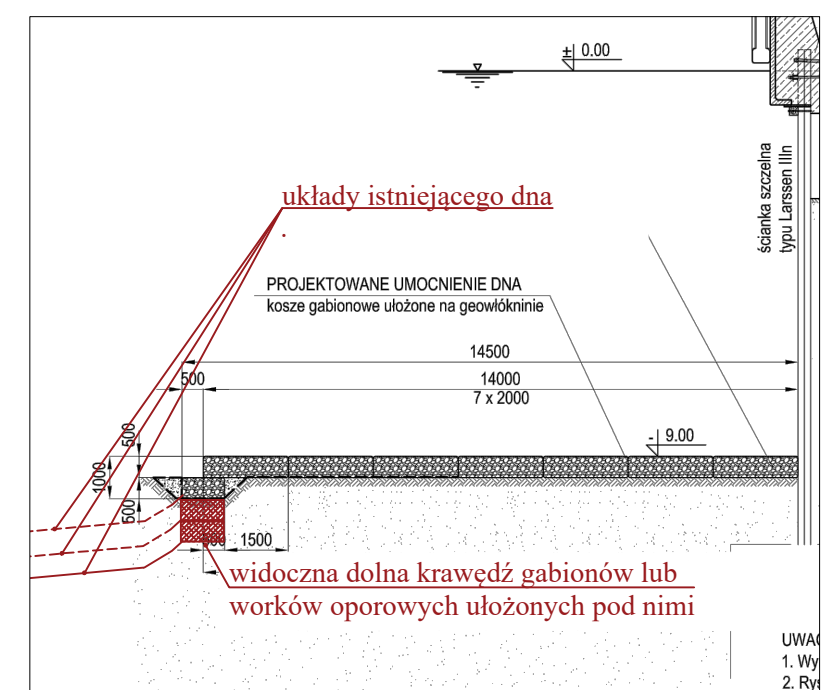 ± 0.00
ścianka szczelna
typu Larssen IIIn
układy istniejącego dna
.
PROJEKTOWANE UMOCNIENIE DNA
kosze gabionowe ułożone na geowłókninie
14500
500
14000
7 x 2000
- 9.00
500
1000
500
1500
widoczna dolna krawędź gabionów lub
worków oporowych ułożonych pod nimi
UWAG
1. Wy
2. Rys